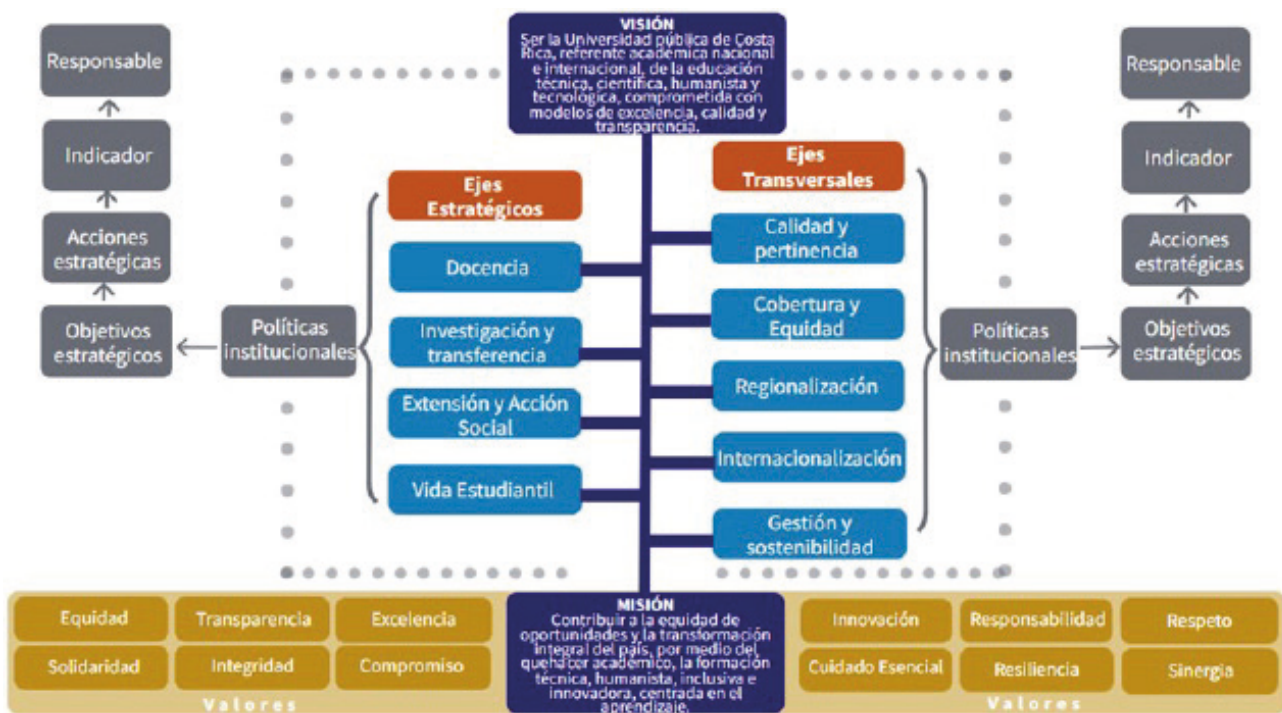 VISIÓN
Ser la Universidad pública de Costa
Rica, referente académica nacional
e internacional, de la educación
técnica, científica, humanista y
tecnológica, comprometida con
modelos de excelencia, calidad y
transparencia.
Responsable
Indicador
Acciones
estratégicas
Objetivos
estratégicos
Políticas
institucionales
Ejes
Estratégicos
Docencia
Investigación y
transferencia
Extensión y Acción
Social
Vida Estudiantil
Ejes
Transversales
Calidad y
pertinencia
Cobertura y
Equidad
Regionalización
Internacionalización
Gestión y
sostenibilidad
Políticas
institucionales
Responsable
Indicador
Acciones
estratégicas
Objetivos
estratégicos
Equidad
Transparencia
Excelencia
Solidaridad
Integridad
Compromiso
Valores
MISIÓN
Contribuir a la equidad de
oportunidades y la transformación
integral del país, por medio del
quehacer académico, la formación
técnica, humanista, inclusiva e
innovadora, centrada en el
aprendizaje.
Innovación
Responsabilidad
Respeto
Cuidado Esencial
Resiliencia
Sinergia
Valores